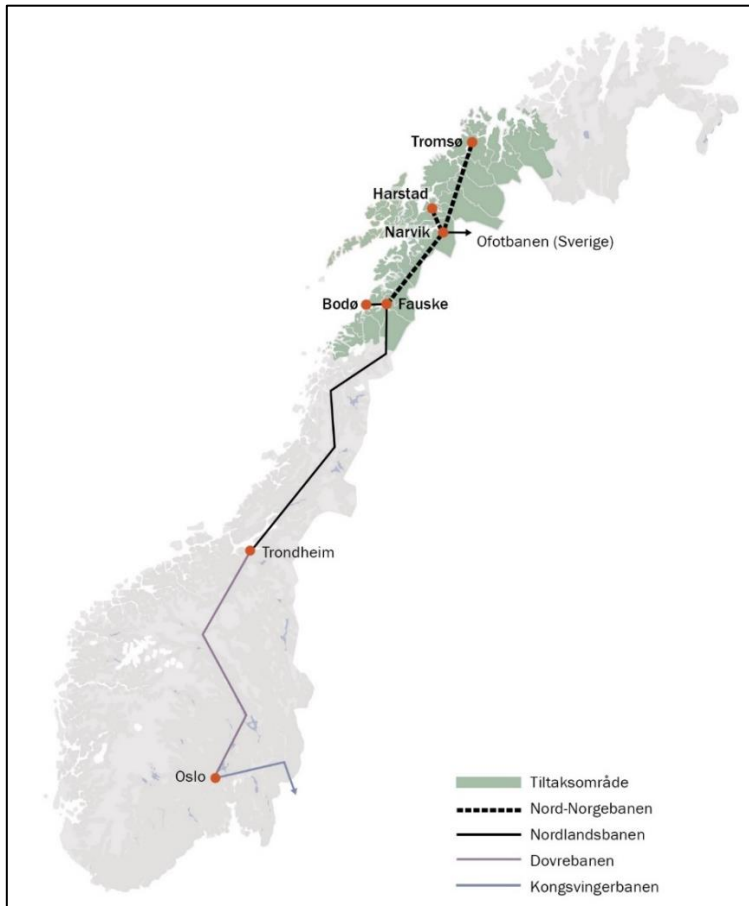 Tromsø
Harstad
Narvik
Ofotbanen (Sverige)
Bodø
Fauske
Trondheim
Oslo
Tiltaksområde
Nord-Norgebanen
Nordlandsbanen
Dovrebanen
Kongsvingerbanen